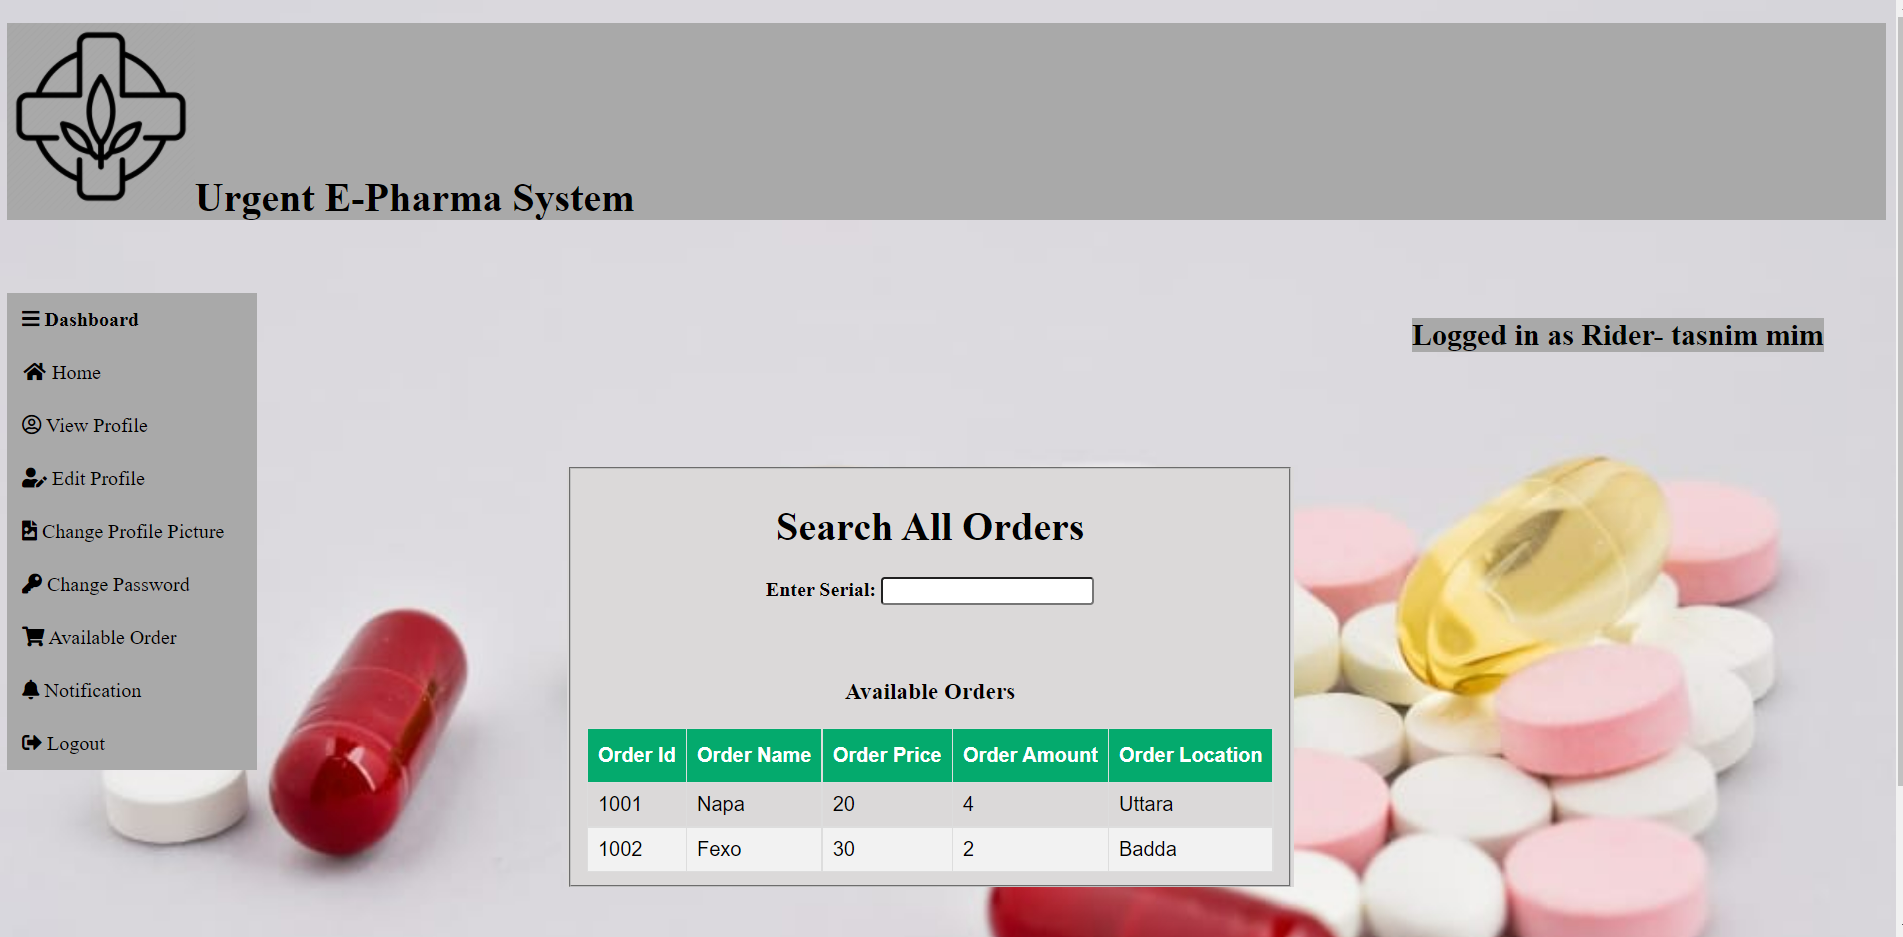 Urgent E-Pharma System
Dashboard
Home
View Profile
Edit Profile
Change Profile Picture
Change Password
Available Order
Notification
Logout
Logged in as Rider- tasnim mim
Search All Orders
Enter Serial:
Available Orders
Order Id Order Name Order Price Order Amount Order Location
1001 Napa 20 4 Uttara
1002 Fexo 30 2 Badda